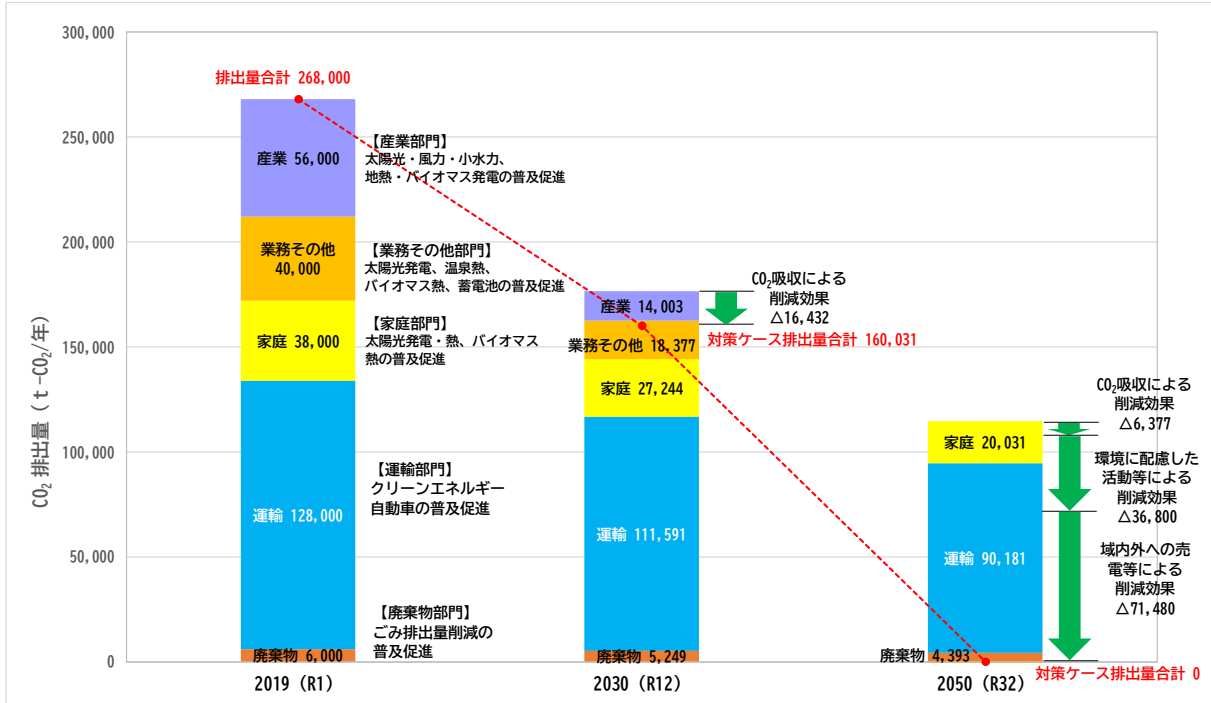 300,000
250,000
200,000
150,000
100,000
50,000
0
CO₂ 排出量（ｔ-CO₂/年）
排出量合計 268,000
産業 56,000
業務その他
40,000
家庭 38,000
運輸 128,000
廃棄物 6,000
2019（R1）
【産業部門】
太陽光・風力・小水力、
地熱・バイオマス発電の普及促進
【業務その他部門】
太陽光発電、温泉熱、
バイオマス熱、蓄電池の普及促進
【家庭部門】
太陽光発電・熱、バイオマス
熱の普及促進
【運輸部門】
クリーンエネルギー
自動車の普及促進
【廃棄物部門】
ごみ排出量削減の
普及促進
産業 14,003
業務その他 18,377
家庭 27,244
運輸 111,591
廃棄物 5,249
2030（R12）
CO₂吸収による
削減効果
△16,432
対策ケース排出量合計 160,031
家庭 20,031
運輸 90,181
廃棄物 4,393
2050（R32）
CO₂吸収による
削減効果
△6,377
環境に配慮した
活動等による
削減効果
△36,800
域内外への売
電等による
削減効果
△71,480
対策ケース排出量合計 0